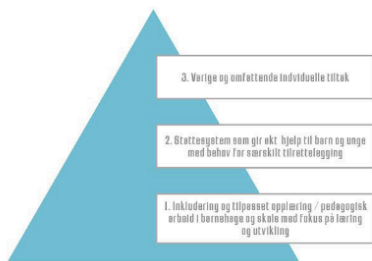 3. Varige og omfattende individuelle tiltak
2. Støttesystem som gir økt hjelp til barn og unge
med behov for særskilt tilrettelegging
1. Inkludering og tilpasset opplæring / pedagogisk
arbeid i barnehage og skole med fokus på læring
og utvikling